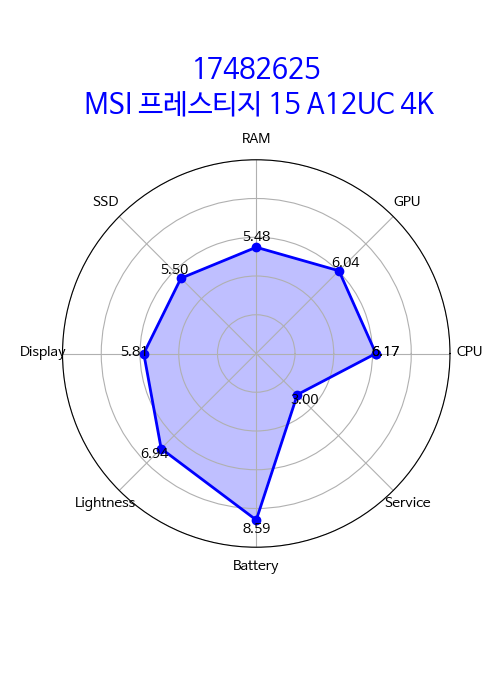 17482625
MSI 프레스티지 15 A12UC 4K
RAM
SSD
GPU
5.48
5.50
6.04
Display
5.81
6.17
CPU
3.00
6.94
Lightness
Service
8.59
Battery